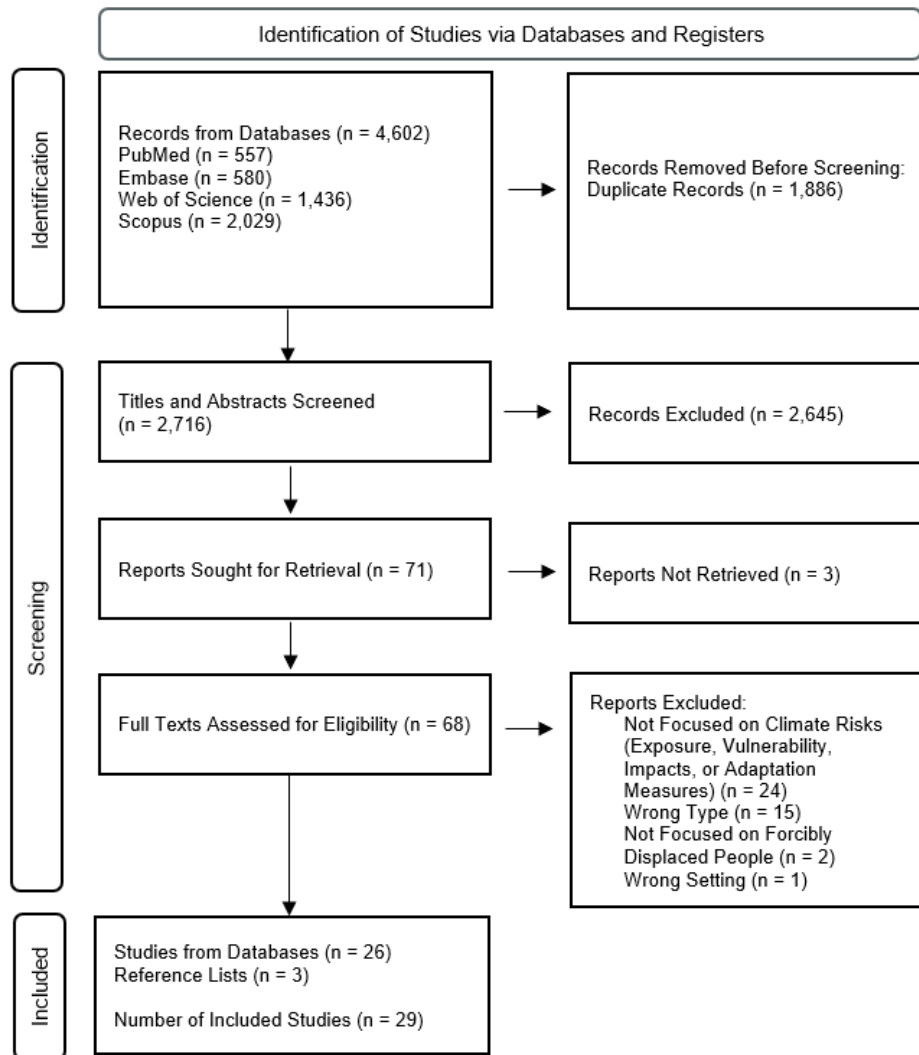 Identification of Studies via Databases and Registers
Identification
Records from Databases (n = 4,602)
PubMed (n = 557)
Embase (n = 580)
Web of Science (n = 1,436)
Scopus (n = 2,029)
Records Removed Before Screening:
Duplicate Records (n = 1,886)
Screening
Titles and Abstracts Screened
(n = 2,716)
Records Excluded (n = 2,645)
Reports Sought for Retrieval (n = 71)
Reports Not Retrieved (n = 3)
Full Texts Assessed for Eligibility (n = 68)
Reports Excluded:
Not Focused on Climate Risks
(Exposure, Vulnerability,
Impacts, or Adaptation
Measures) (n = 24)
Wrong Type (n = 15)
Not Focused on Forcibly
Displaced People (n = 2)
Wrong Setting (n = 1)
Included
Studies from Databases (n = 26)
Reference Lists (n = 3)
Number of Included Studies (n = 29)